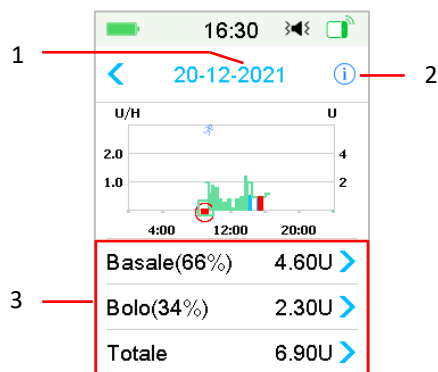 16:30
1
20-12-2021
2
U/H U
2.0 4
1.0 2
4:00 12:00 20:00
3
Basale(66%) 4.60U
Bolo(34%) 2.30U
Totale 6.90U